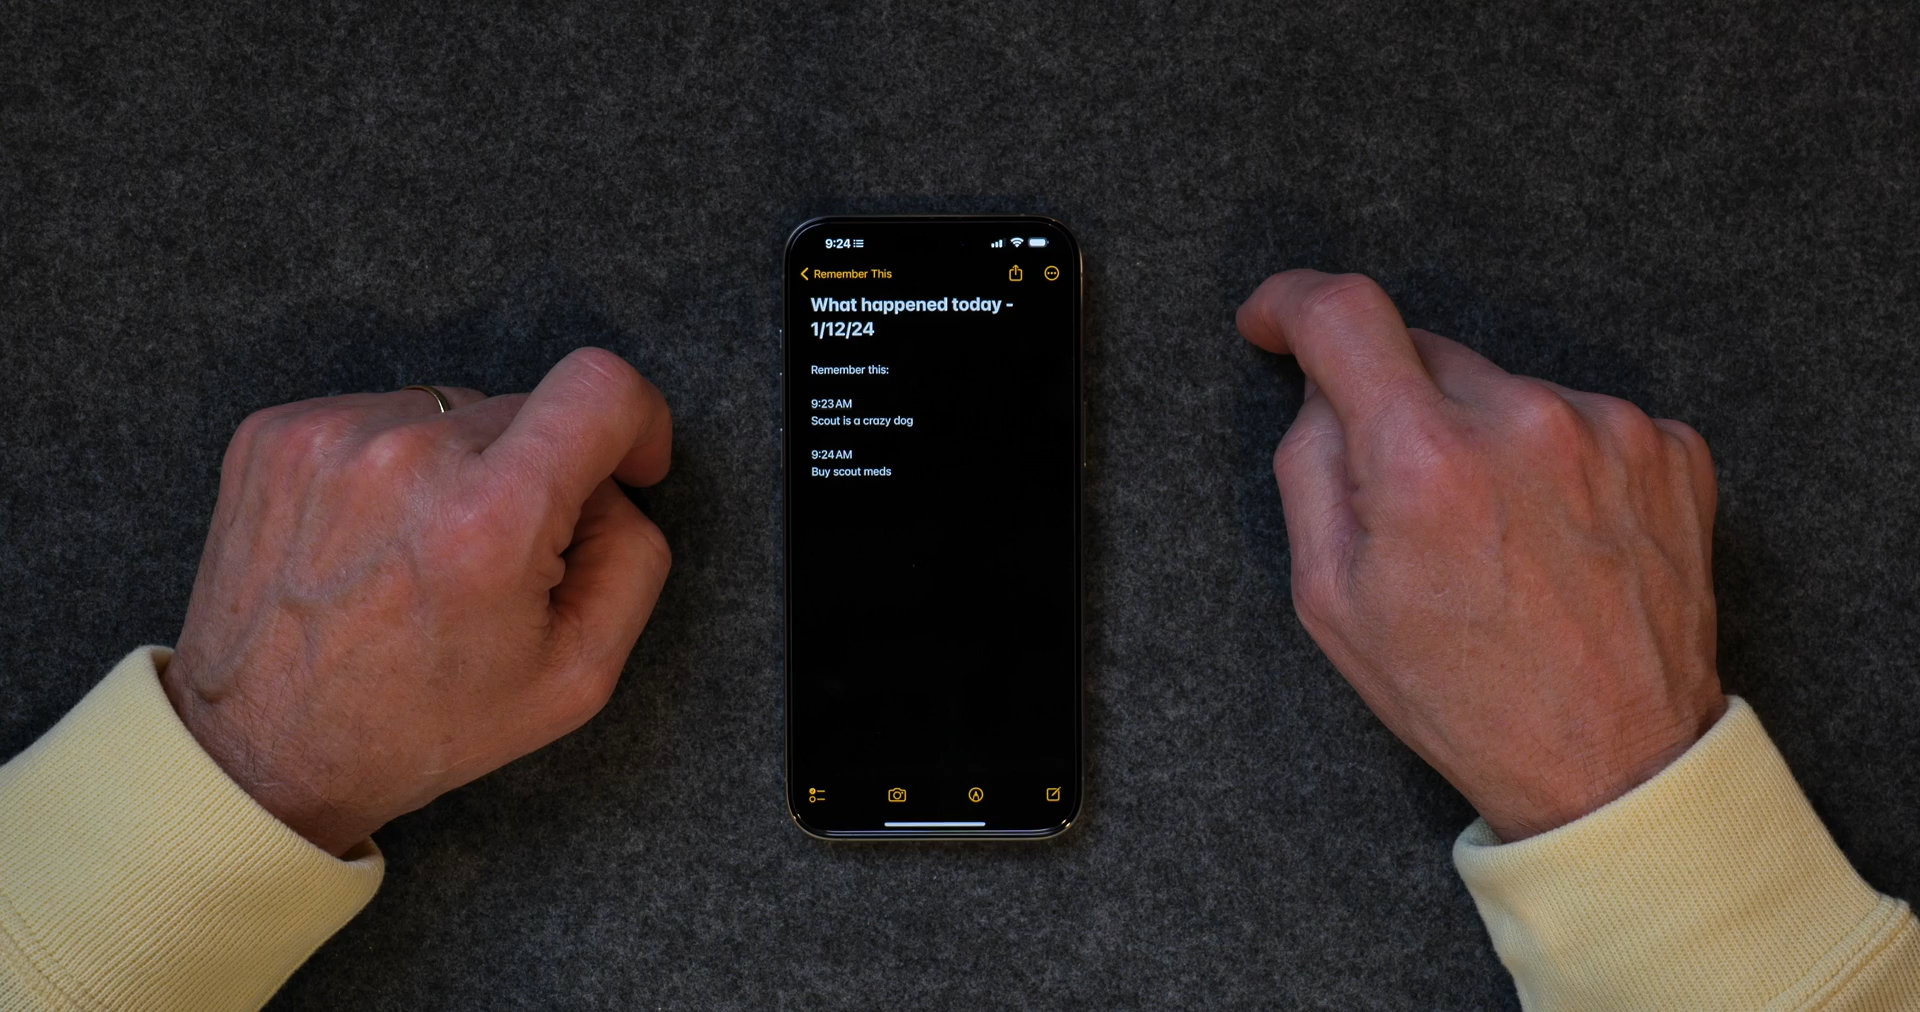 9:24
Remember This
What happened today -
1/12/24
Remember this:
9:23 AM
Scout is a crazy dog
9:24 AM
Buy scout meds